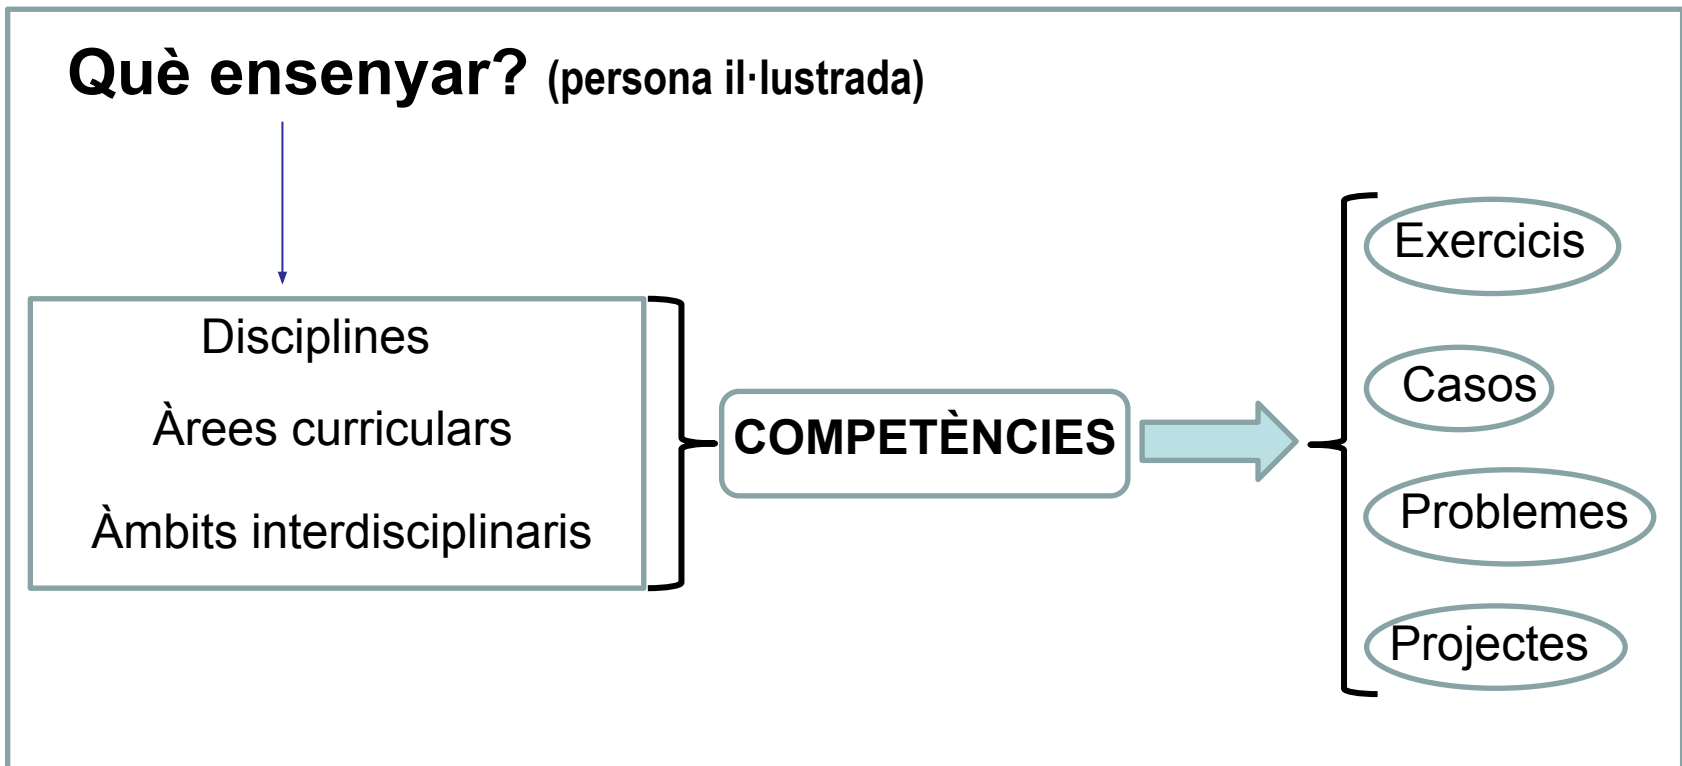 Què ensenyar? (persona il·lustrada)
Disciplines
Àrees curriculars
Àmbits interdisciplinaris
COMPETÈNCIES
Exercicis
Casos
Problemes
Projectes